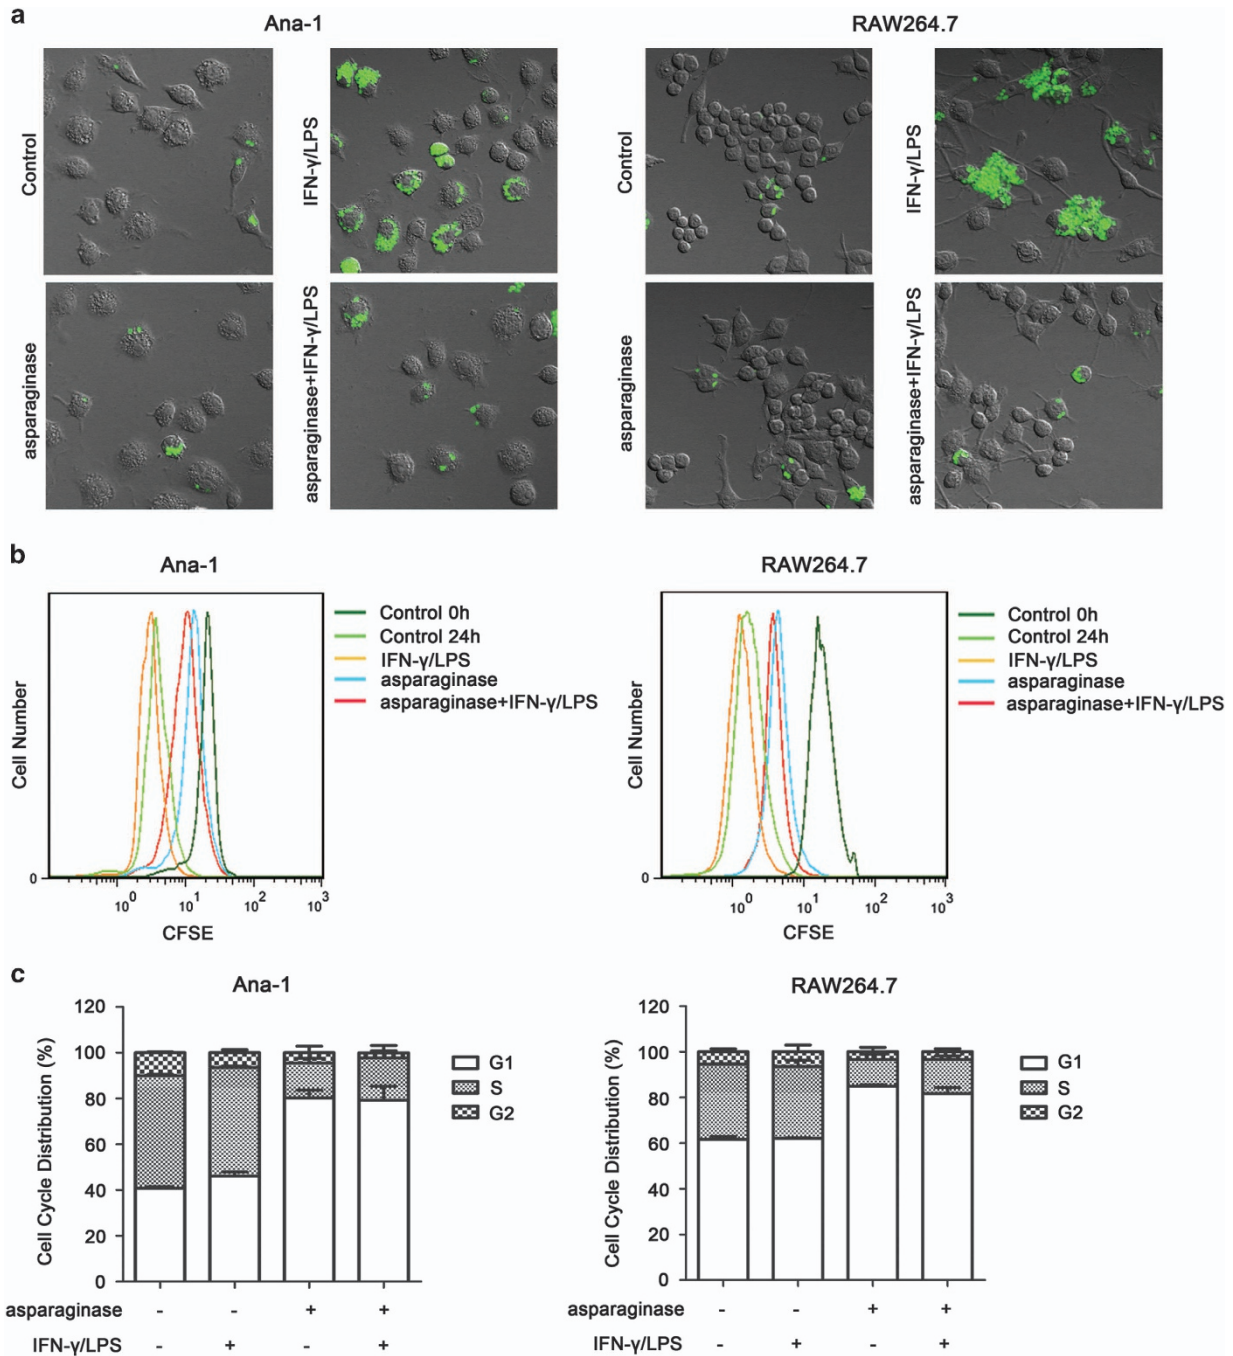 a
Ana-1
RAW264.7
Control
IFN-γ/LPS
Control
IFN-γ/LPS
asparaginase
asparaginase+IFN-γ/LPS
asparaginase
asparaginase+IFN-γ/LPS
b
Ana-1
RAW264.7
Cell Number
0
10⁰ 10¹ 10² 10³
CFSE
Control 0h
Control 24h
IFN-γ/LPS
asparaginase
asparaginase+IFN-γ/LPS
Cell Number
0
10⁰ 10¹ 10² 10³
CFSE
Control 0h
Control 24h
IFN-γ/LPS
asparaginase
asparaginase+IFN-γ/LPS
c
Ana-1
RAW264.7
Cell Cycle Distribution (%)
120
100
80
60
40
20
0
G1
S
G2
asparaginase - - + +
IFN-γ/LPS - + - +
Cell Cycle Distribution (%)
120
100
80
60
40
20
0
G1
S
G2
asparaginase - - + +
IFN-γ/LPS - + - +